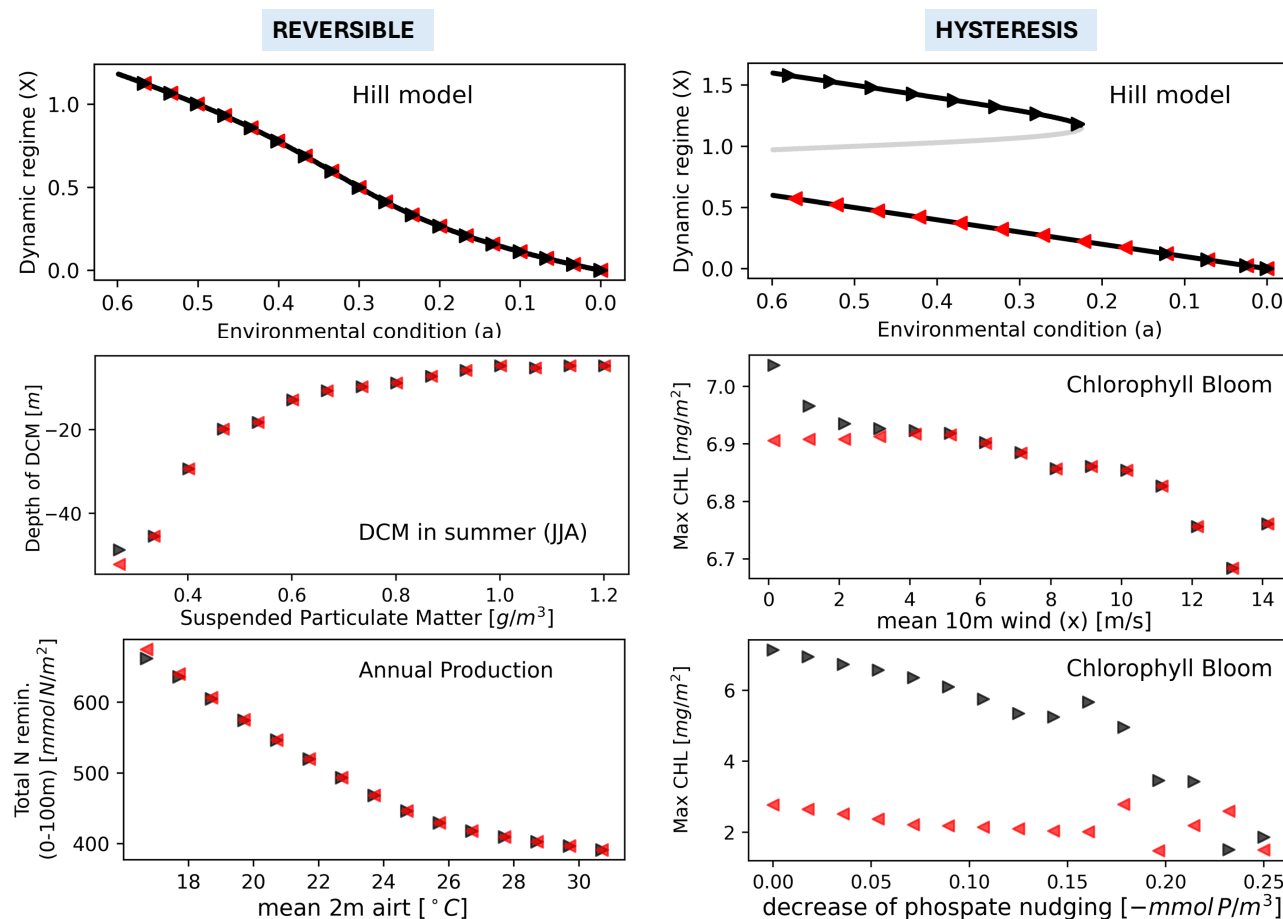 REVERSIBLE
HYSTERESIS
Dynamic regime (X)
1.0
0.5
0.0
Hill model
0.6 0.5 0.4 0.3 0.2 0.1 0.0
Environmental condition (a)
Dynamic regime (X)
1.5
1.0
0.5
0.0
Hill model
0.6 0.5 0.4 0.3 0.2 0.1 0.0
Environmental condition (a)
Depth of DCM [m]
−20
−40
DCM in summer (JJA)
0.4 0.6 0.8 1.0 1.2
Suspended Particulate Matter [g/m³]
Max CHL [mg/m²]
7.0
6.9
6.8
6.7
Chlorophyll Bloom
0 2 4 6 8 10 12 14
mean 10m wind (x) [m/s]
Total N remin.
(0-100m) [mmol N/m²]
600
500
400
Annual Production
18 20 22 24 26 28 30
mean 2m airt [°C]
Max CHL [mg/m²]
6
4
2
Chlorophyll Bloom
0.00 0.05 0.10 0.15 0.20 0.25
decrease of phospate nudging [−mmol P/m³]